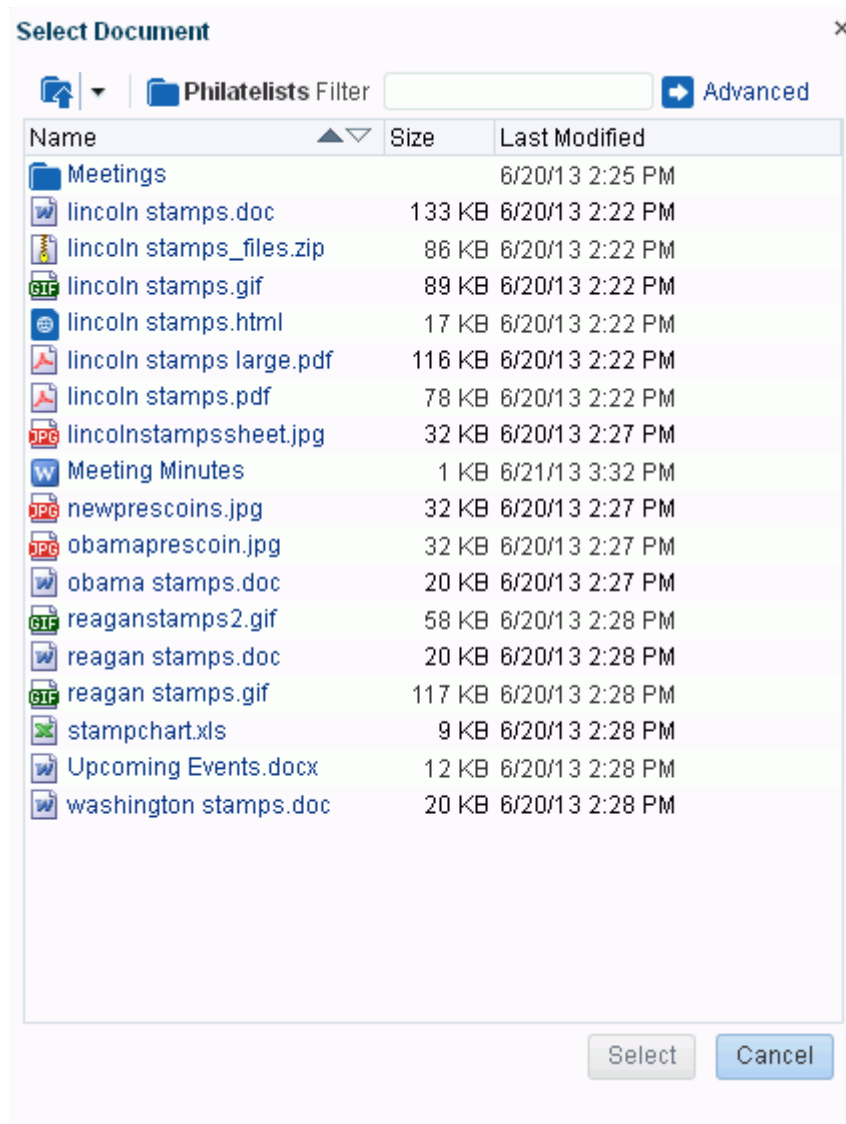 Select Document ×
Philatelists Filter Advanced
Name Size Last Modified
Meetings 6/20/13 2:25 PM
lincoln stamps.doc 133 KB 6/20/13 2:22 PM
lincoln stamps_files.zip 86 KB 6/20/13 2:22 PM
GIF lincoln stamps.gif 89 KB 6/20/13 2:22 PM
lincoln stamps.html 17 KB 6/20/13 2:22 PM
lincoln stamps large.pdf 116 KB 6/20/13 2:22 PM
lincoln stamps.pdf 78 KB 6/20/13 2:22 PM
JPG lincolnstampssheet.jpg 32 KB 6/20/13 2:27 PM
W Meeting Minutes 1 KB 6/21/13 3:32 PM
JPG newprescoins.jpg 32 KB 6/20/13 2:27 PM
JPG obamaprescoin.jpg 32 KB 6/20/13 2:27 PM
obama stamps.doc 20 KB 6/20/13 2:27 PM
GIF reaganstamps2.gif 58 KB 6/20/13 2:28 PM
reagan stamps.doc 20 KB 6/20/13 2:28 PM
GIF reagan stamps.gif 117 KB 6/20/13 2:28 PM
stampchart.xls 9 KB 6/20/13 2:28 PM
Upcoming Events.docx 12 KB 6/20/13 2:28 PM
washington stamps.doc 20 KB 6/20/13 2:28 PM
Select Cancel